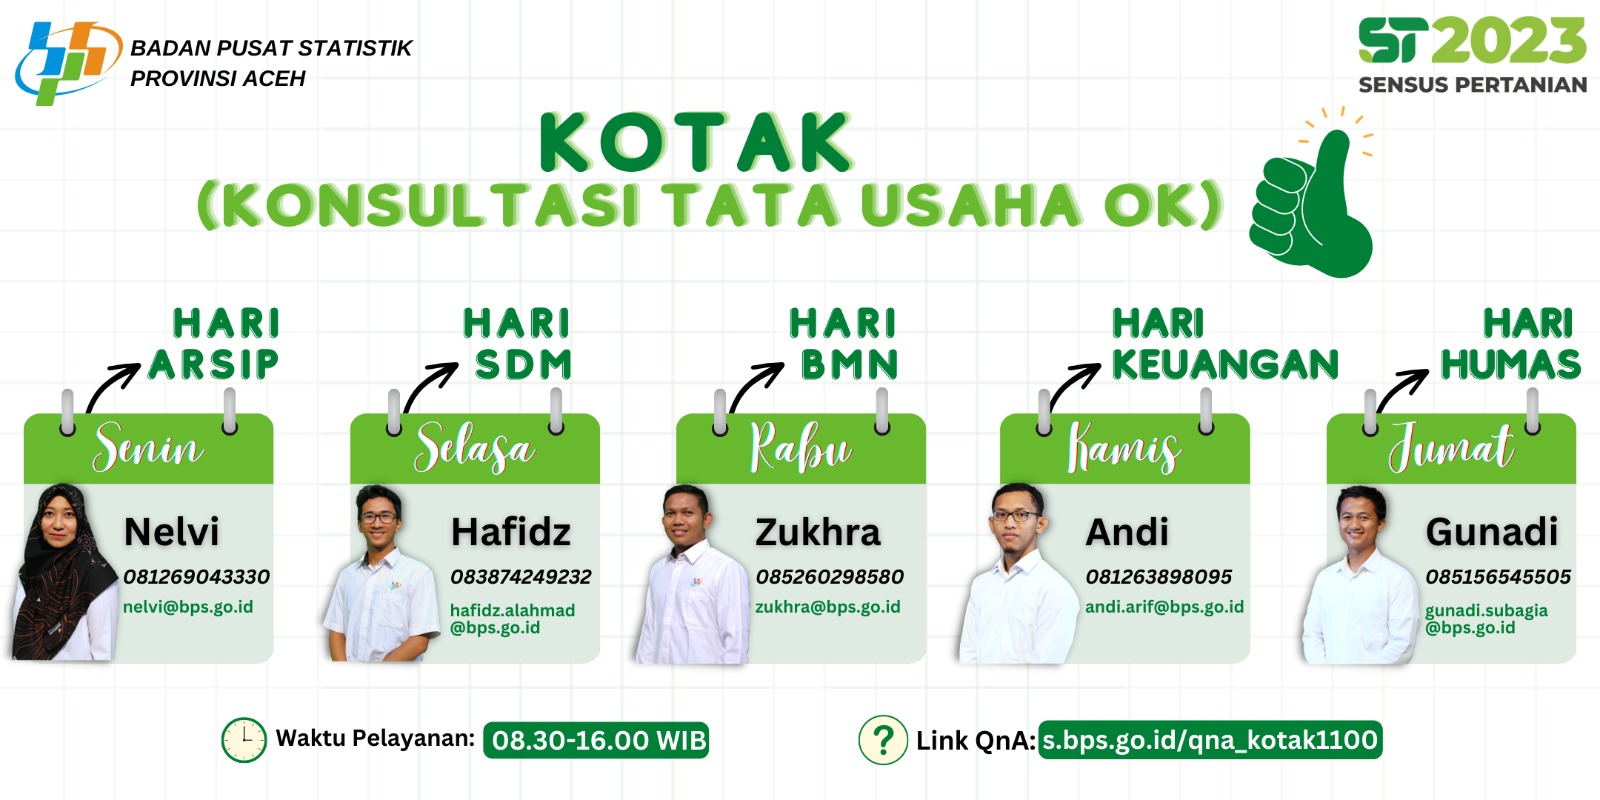 BADAN PUSAT STATISTIK
PROVINSI ACEH
ST2023
SENSUS PERTANIAN
KOTAK
(KONSULTASI TATA USAHA OK)
HARI
ARSIP
Senin
Nelvi
081269043330
nelvi@bps.go.id
HARI
SDM
Selasa
Hafidz
083874249232
hafidz.alahmad
@bps.go.id
HARI
BMN
Rabu
Zukhra
085260298580
zukhra@bps.go.id
HARI
KEUANGAN
Kamis
Andi
081263898095
andi.arif@bps.go.id
HARI
HUMAS
Jumat
Gunadi
085156545505
gunadi.subagia
@bps.go.id
Waktu Pelayanan: 08.30-16.00 WIB
? Link QnA: s.bps.go.id/qna_kotak1100